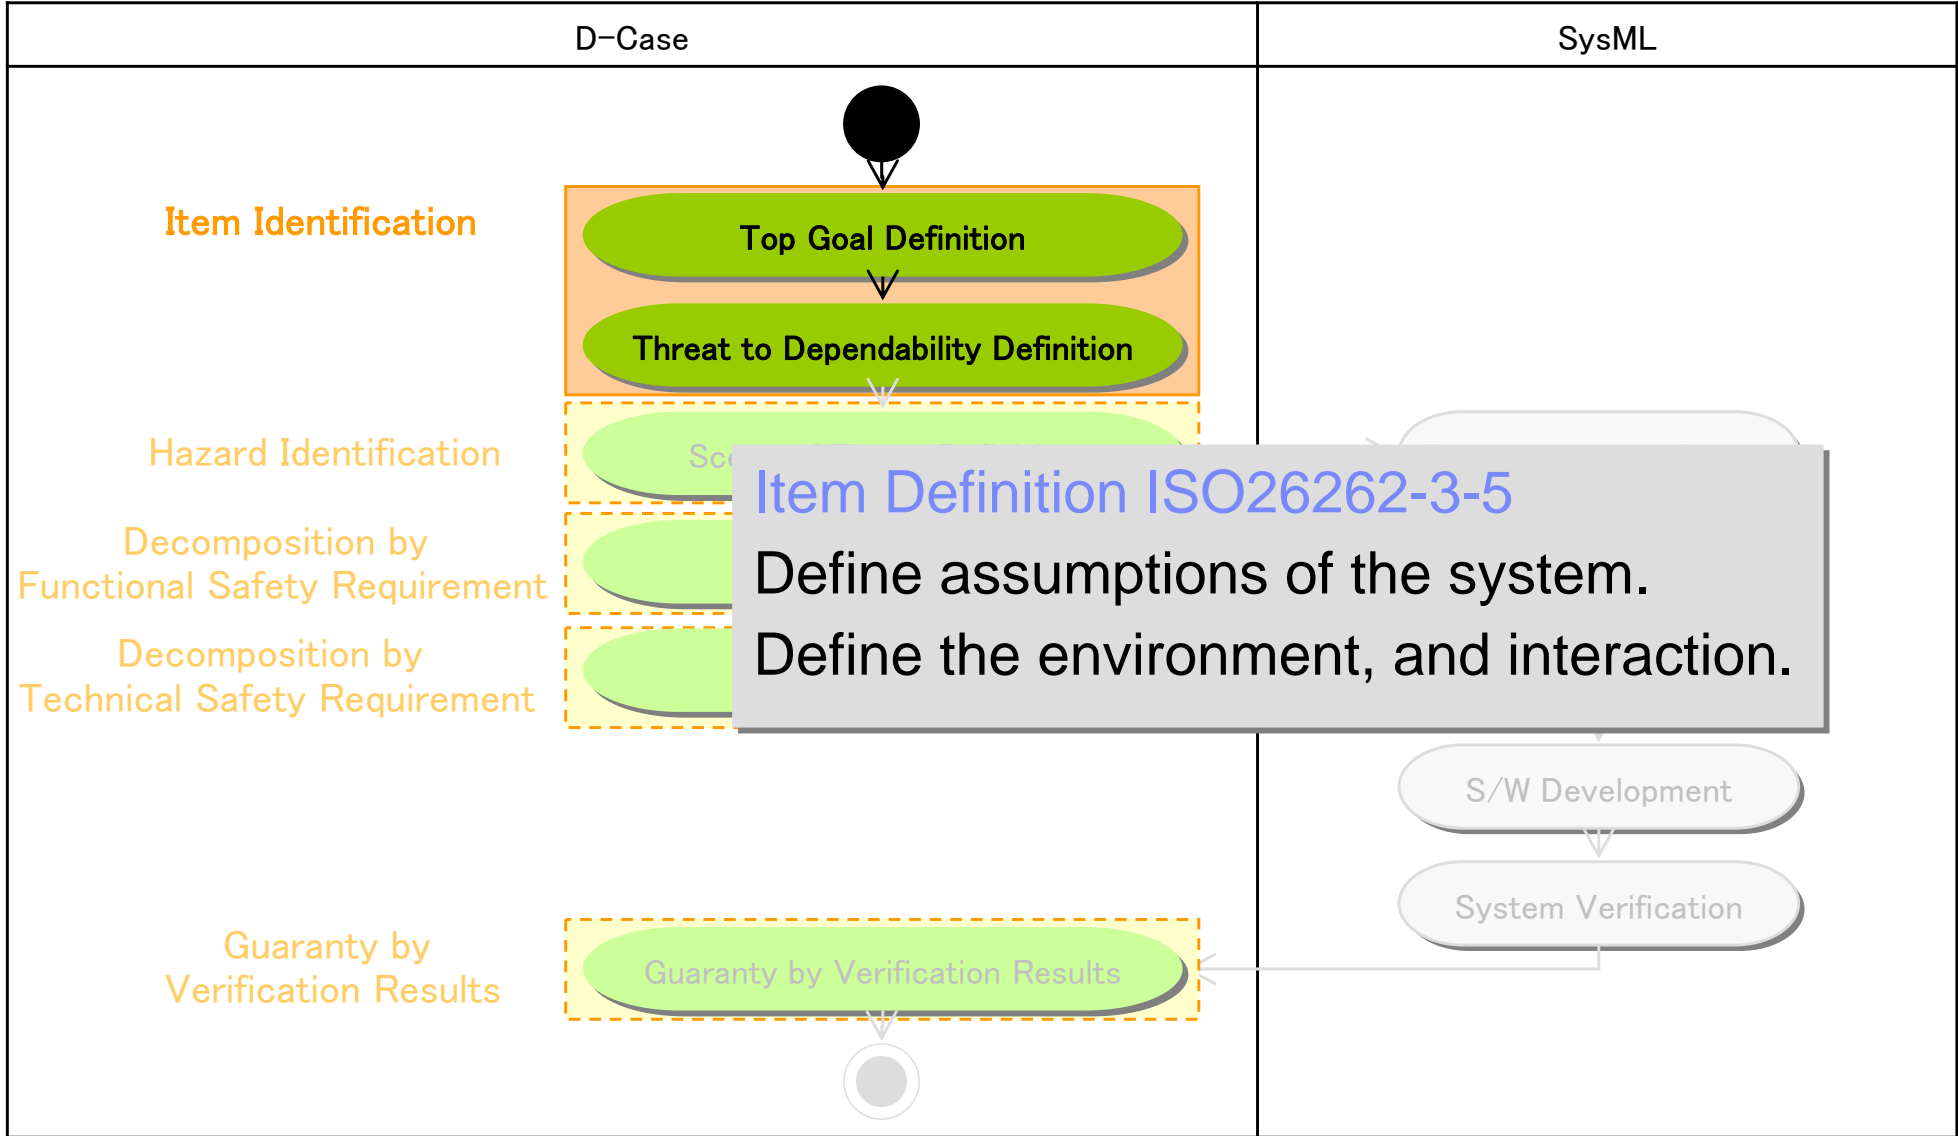 D-Case
SysML
Item Identification
Top Goal Definition
Threat to Dependability Definition
Hazard Identification
Item Definition ISO26262-3-5
Define assumptions of the system.
Define the environment, and interaction.
Decomposition by
Functional Safety Requirement
Decomposition by
Technical Safety Requirement
S/W Development
System Verification
Guaranty by
Verification Results
Guaranty by Verification Results